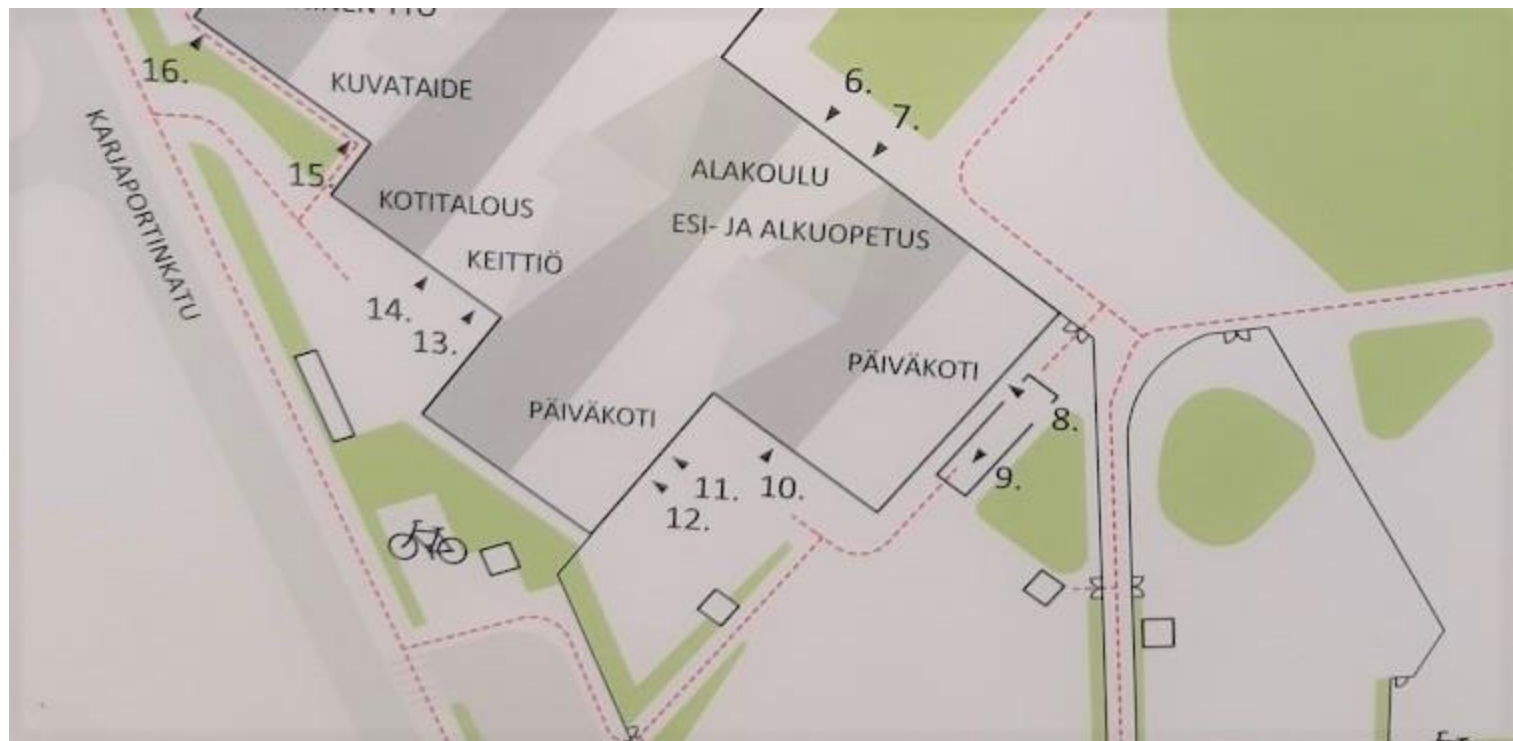 16.
KUVATAIDE
6.
7.
KARJAPORTINKATU
15.
ALAKOULU
KOTITALOUS
ESI- JA ALKUOPETUS
KEITTIÖ
14.
13.
PÄIVÄKOTI
PÄIVÄKOTI
8.
11.
10.
9.
12.